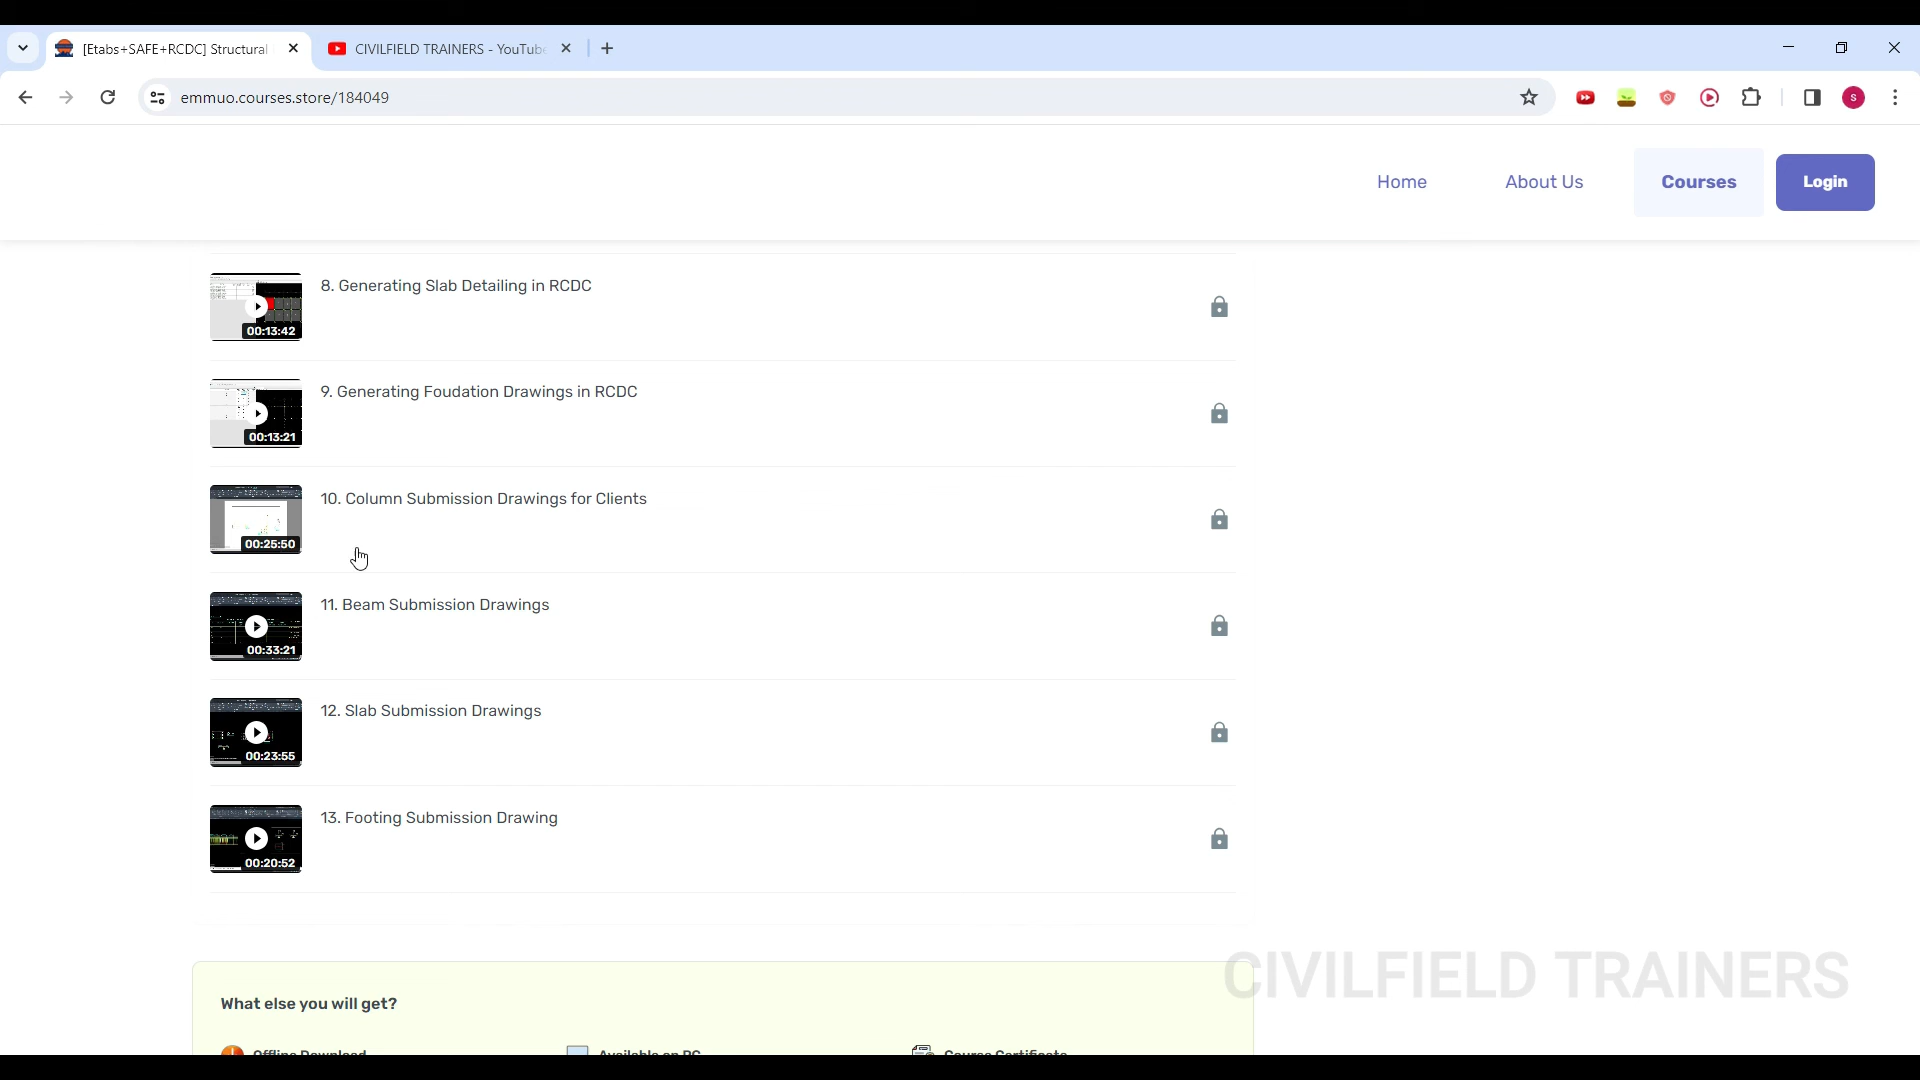 [Etabs+SAFE+RCDC] Structural
CIVILFIELD TRAINERS - YouTube
emmuo.courses.store/184049
S
Home
About Us
Courses
Login
8. Generating Slab Detailing in RCDC
00:13:42
9. Generating Foudation Drawings in RCDC
00:13:21
10. Column Submission Drawings for Clients
00:25:50
11. Beam Submission Drawings
00:33:21
12. Slab Submission Drawings
00:23:55
13. Footing Submission Drawing
00:20:52
CIVILFIELD TRAINERS
What else you will get?
Offline Download
Available on PC
Course Certificate